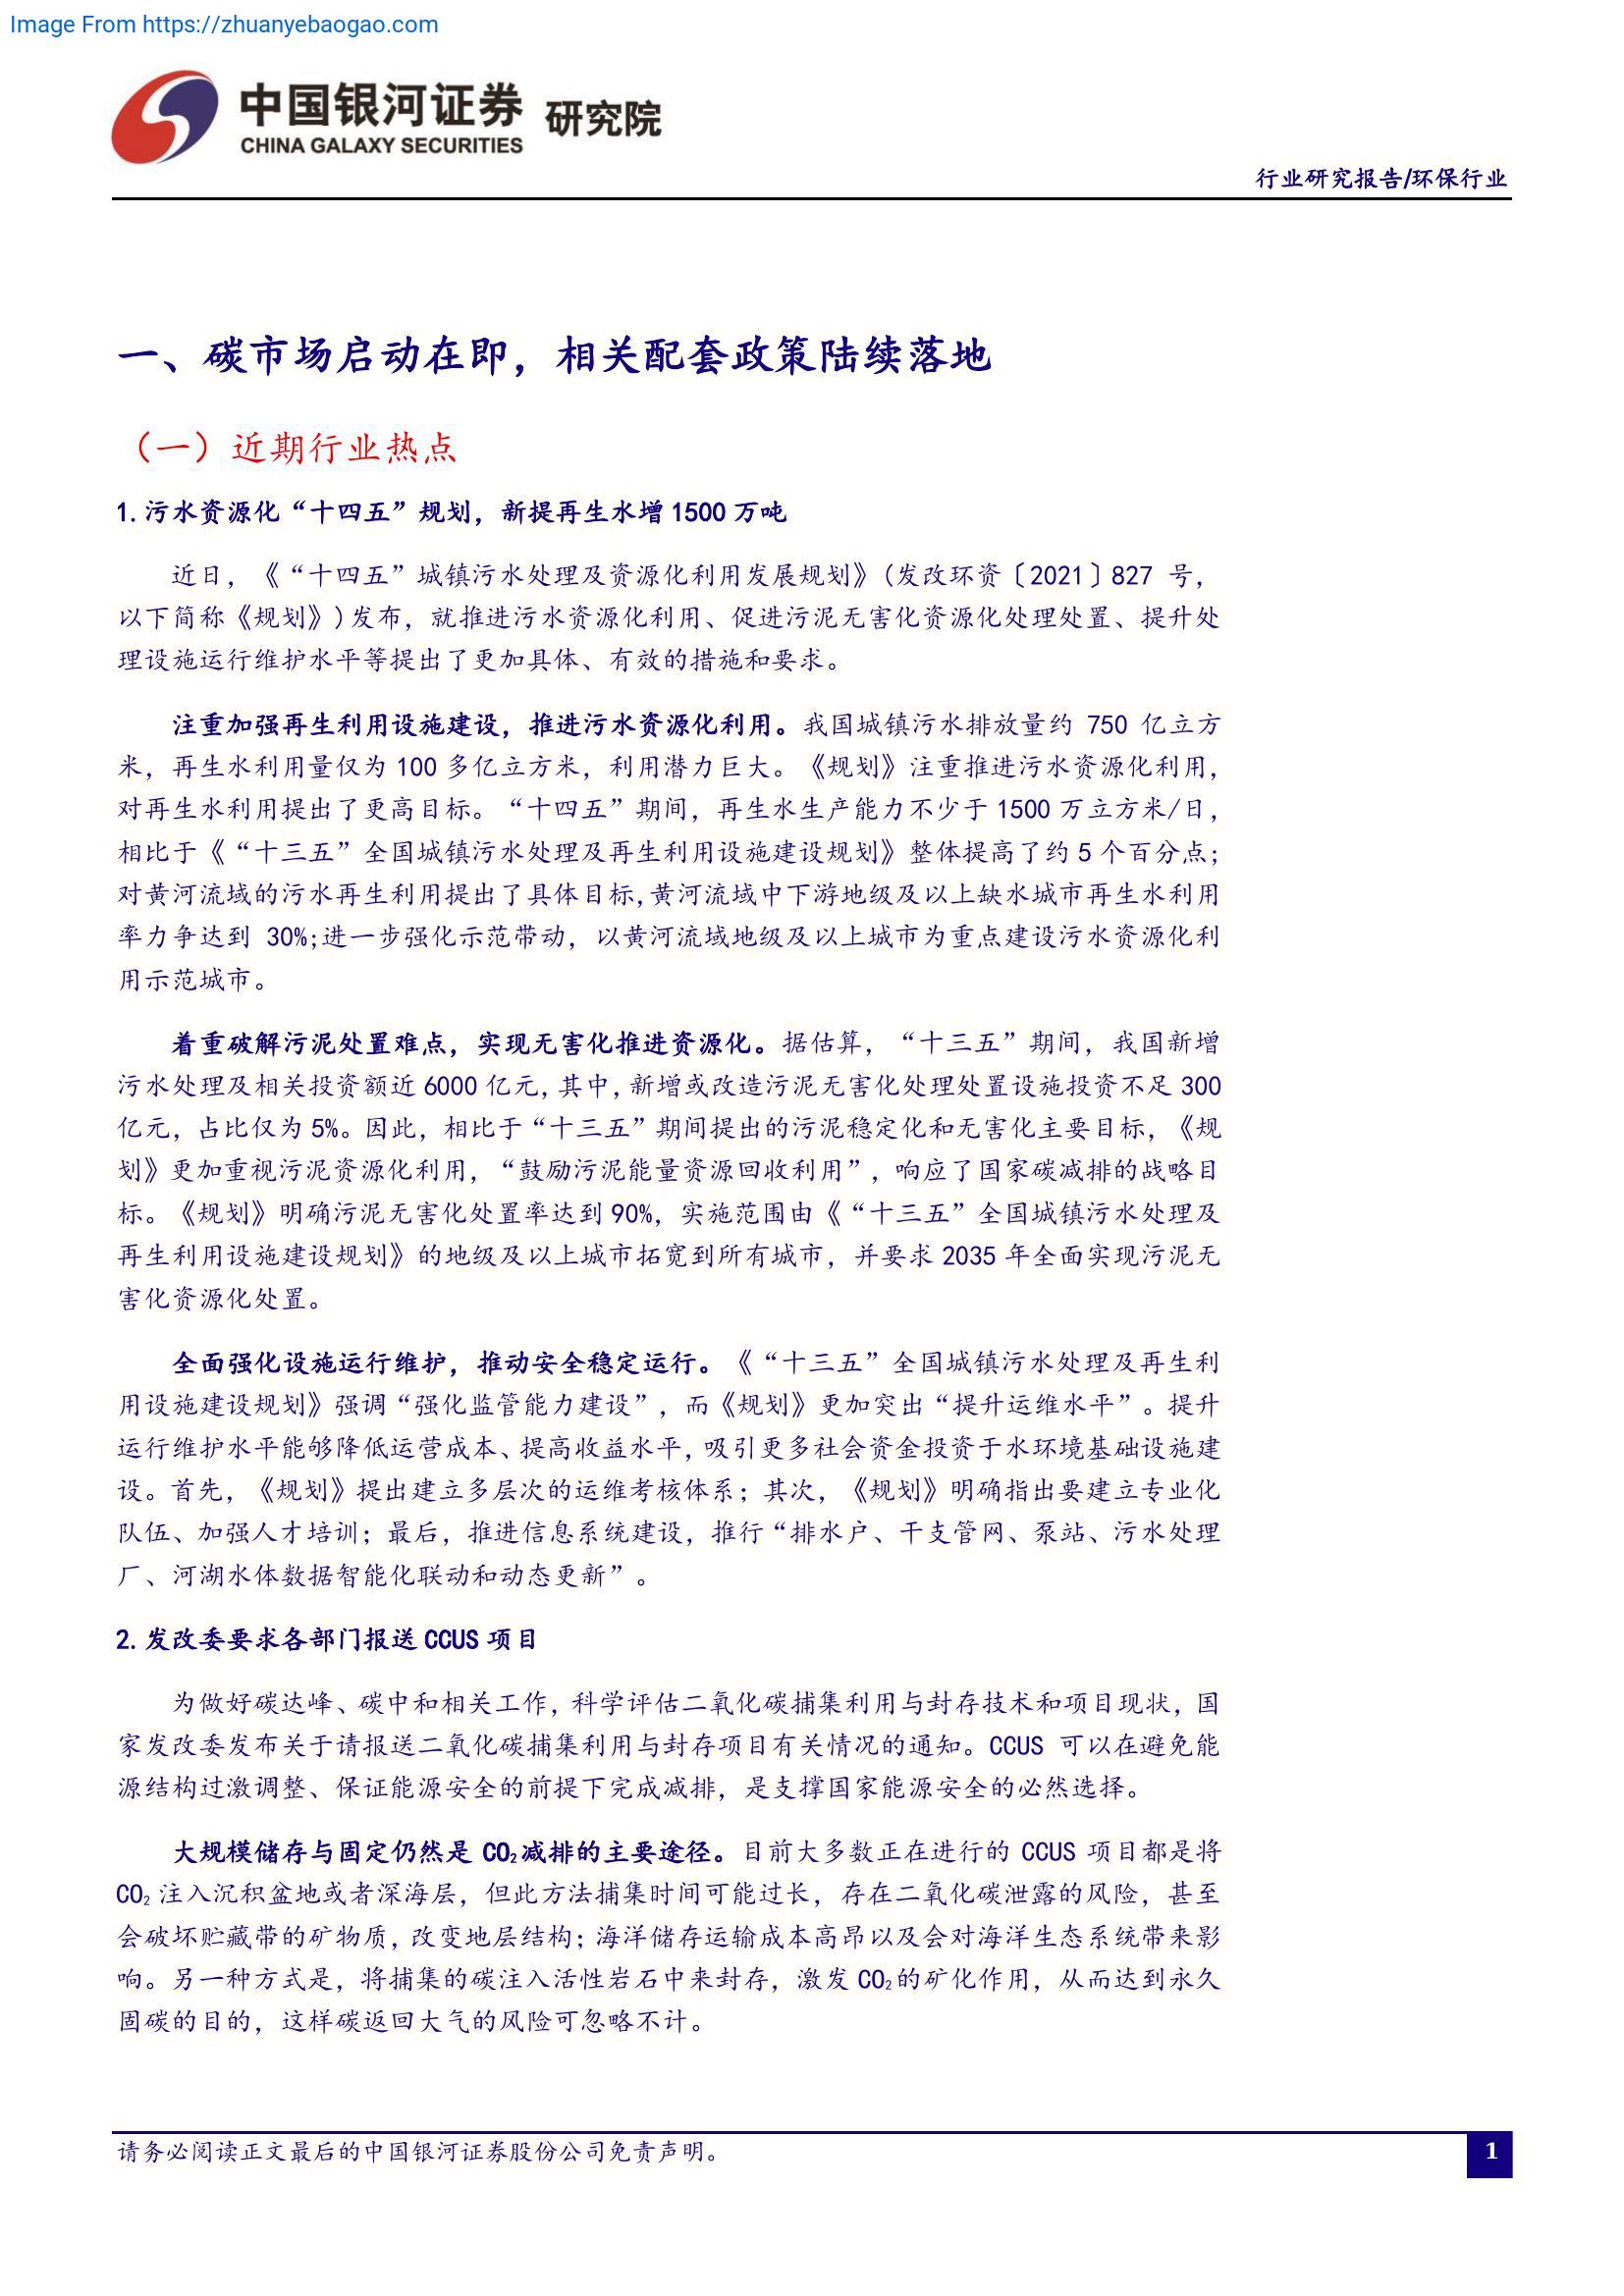 Image From https://zhuanyebaogao.com
中国银河证券 研究院
CHINA GALAXY SECURITIES
行业研究报告/环保行业
一、碳市场启动在即，相关配套政策陆续落地
（一）近期行业热点
1.污水资源化“十四五”规划，新提再生水增1500万吨
近日，《“十四五”城镇污水处理及资源化利用发展规划》(发改环资〔2021〕827 号，
以下简称《规划》)发布，就推进污水资源化利用、促进污泥无害化资源化处理处置、提升处
理设施运行维护水平等提出了更加具体、有效的措施和要求。
注重加强再生利用设施建设，推进污水资源化利用。我国城镇污水排放量约 750 亿立方
米，再生水利用量仅为 100 多亿立方米，利用潜力巨大。《规划》注重推进污水资源化利用，
对再生水利用提出了更高目标。“十四五”期间，再生水生产能力不少于 1500 万立方米/日，
相比于《“十三五”全国城镇污水处理及再生利用设施建设规划》整体提高了约 5 个百分点；
对黄河流域的污水再生利用提出了具体目标,黄河流域中下游地级及以上缺水城市再生水利用
率力争达到 30%;进一步强化示范带动，以黄河流域地级及以上城市为重点建设污水资源化利
用示范城市。
着重破解污泥处置难点，实现无害化推进资源化。据估算，“十三五”期间，我国新增
污水处理及相关投资额近 6000 亿元,其中,新增或改造污泥无害化处理处置设施投资不足 300
亿元，占比仅为 5%。因此，相比于“十三五”期间提出的污泥稳定化和无害化主要目标，《规
划》更加重视污泥资源化利用，“鼓励污泥能量资源回收利用”，响应了国家碳减排的战略目
标。《规划》明确污泥无害化处置率达到 90%，实施范围由《“十三五”全国城镇污水处理及
再生利用设施建设规划》的地级及以上城市拓宽到所有城市，并要求 2035 年全面实现污泥无
害化资源化处置。
全面强化设施运行维护，推动安全稳定运行。《“十三五”全国城镇污水处理及再生利
用设施建设规划》强调“强化监管能力建设”，而《规划》更加突出“提升运维水平”。提升
运行维护水平能够降低运营成本、提高收益水平,吸引更多社会资金投资于水环境基础设施建
设。首先，《规划》提出建立多层次的运维考核体系；其次，《规划》明确指出要建立专业化
队伍、加强人才培训；最后，推进信息系统建设，推行“排水户、干支管网、泵站、污水处理
厂、河湖水体数据智能化联动和动态更新”。
2.发改委要求各部门报送 CCUS 项目
为做好碳达峰、碳中和相关工作,科学评估二氧化碳捕集利用与封存技术和项目现状，国
家发改委发布关于请报送二氧化碳捕集利用与封存项目有关情况的通知。CCUS 可以在避免能
源结构过激调整、保证能源安全的前提下完成减排，是支撑国家能源安全的必然选择。
大规模储存与固定仍然是 CO₂减排的主要途径。目前大多数正在进行的 CCUS 项目都是将
CO₂ 注入沉积盆地或者深海层，但此方法捕集时间可能过长，存在二氧化碳泄露的风险，甚至
会破坏贮藏带的矿物质,改变地层结构；海洋储存运输成本高昂以及会对海洋生态系统带来影
响。另一种方式是，将捕集的碳注入活性岩石中来封存，激发 CO₂的矿化作用，从而达到永久
固碳的目的，这样碳返回大气的风险可忽略不计。
请务必阅读正文最后的中国银河证券股份公司免责声明。
1